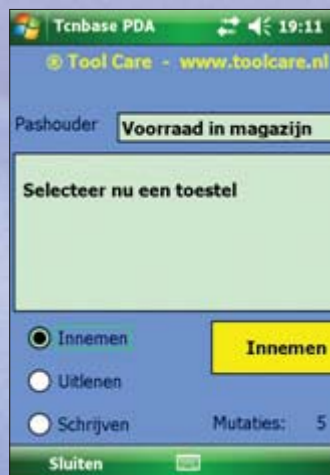 Tcnbase PDA 19:11
® Tool Care - www.toolcare.nl
Pashouder Voorraad in magazijn
Selecteer nu een toestel
Innemen
Innemen
Uitlenen
Schrijven Mutaties: 5
Sluiten